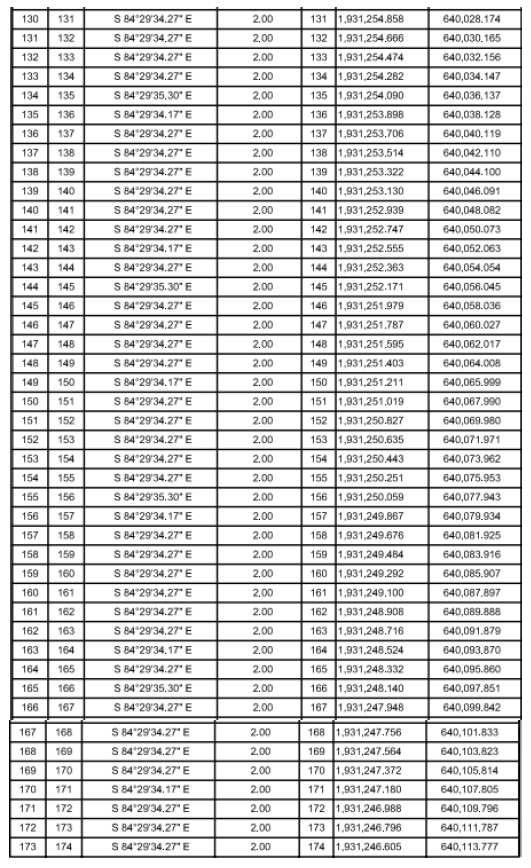 130 131 S 84°29'34.27" E 2.00 131 1,931,254.858 640,028.174
131 132 S 84°29'34.27" E 2.00 132 1,931,254.666 640,030.165
132 133 S 84°29'34.27" E 2.00 133 1,931,254.474 640,032.156
133 134 S 84°29'34.27" E 2.00 134 1,931,254.282 640,034.147
134 135 S 84°29'35.30" E 2.00 135 1,931,254.090 640,036.137
135 136 S 84°29'34.17" E 2.00 136 1,931,253.898 640,038.128
136 137 S 84°29'34.27" E 2.00 137 1,931,253.706 640,040.119
137 138 S 84°29'34.27" E 2.00 138 1,931,253.514 640,042.110
138 139 S 84°29'34.27" E 2.00 139 1,931,253.322 640,044.100
139 140 S 84°29'34.27" E 2.00 140 1,931,253.130 640,046.091
140 141 S 84°29'34.27" E 2.00 141 1,931,252.939 640,048.082
141 142 S 84°29'34.27" E 2.00 142 1,931,252.747 640,050.073
142 143 S 84°29'34.17" E 2.00 143 1,931,252.555 640,052.063
143 144 S 84°29'34.27" E 2.00 144 1,931,252.363 640,054.054
144 145 S 84°29'35.30" E 2.00 145 1,931,252.171 640,056.045
145 146 S 84°29'34.27" E 2.00 146 1,931,251.979 640,058.036
146 147 S 84°29'34.27" E 2.00 147 1,931,251.787 640,060.027
147 148 S 84°29'34.27" E 2.00 148 1,931,251.595 640,062.017
148 149 S 84°29'34.27" E 2.00 149 1,931,251.403 640,064.008
149 150 S 84°29'34.17" E 2.00 150 1,931,251.211 640,065.999
150 151 S 84°29'34.27" E 2.00 151 1,931,251.019 640,067.990
151 152 S 84°29'34.27" E 2.00 152 1,931,250.827 640,069.980
152 153 S 84°29'34.27" E 2.00 153 1,931,250.635 640,071.971
153 154 S 84°29'34.27" E 2.00 154 1,931,250.443 640,073.962
154 155 S 84°29'34.27" E 2.00 155 1,931,250.251 640,075.953
155 156 S 84°29'35.30" E 2.00 156 1,931,250.059 640,077.943
156 157 S 84°29'34.17" E 2.00 157 1,931,249.867 640,079.934
157 158 S 84°29'34.27" E 2.00 158 1,931,249.676 640,081.925
158 159 S 84°29'34.27" E 2.00 159 1,931,249.484 640,083.916
159 160 S 84°29'34.27" E 2.00 160 1,931,249.292 640,085.907
160 161 S 84°29'34.27" E 2.00 161 1,931,249.100 640,087.897
161 162 S 84°29'34.27" E 2.00 162 1,931,248.908 640,089.888
162 163 S 84°29'34.27" E 2.00 163 1,931,248.716 640,091.879
163 164 S 84°29'34.17" E 2.00 164 1,931,248.524 640,093.870
164 165 S 84°29'34.27" E 2.00 165 1,931,248.332 640,095.860
165 166 S 84°29'35.30" E 2.00 166 1,931,248.140 640,097.851
166 167 S 84°29'34.27" E 2.00 167 1,931,247.948 640,099.842
167 168 S 84°29'34.27" E 2.00 168 1,931,247.756 640,101.833
168 169 S 84°29'34.27" E 2.00 169 1,931,247.564 640,103.823
169 170 S 84°29'34.27" E 2.00 170 1,931,247.372 640,105.814
170 171 S 84°29'34.17" E 2.00 171 1,931,247.180 640,107.805
171 172 S 84°29'34.27" E 2.00 172 1,931,246.988 640,109.796
172 173 S 84°29'34.27" E 2.00 173 1,931,246.796 640,111.787
173 174 S 84°29'34.27" E 2.00 174 1,931,246.605 640,113.777